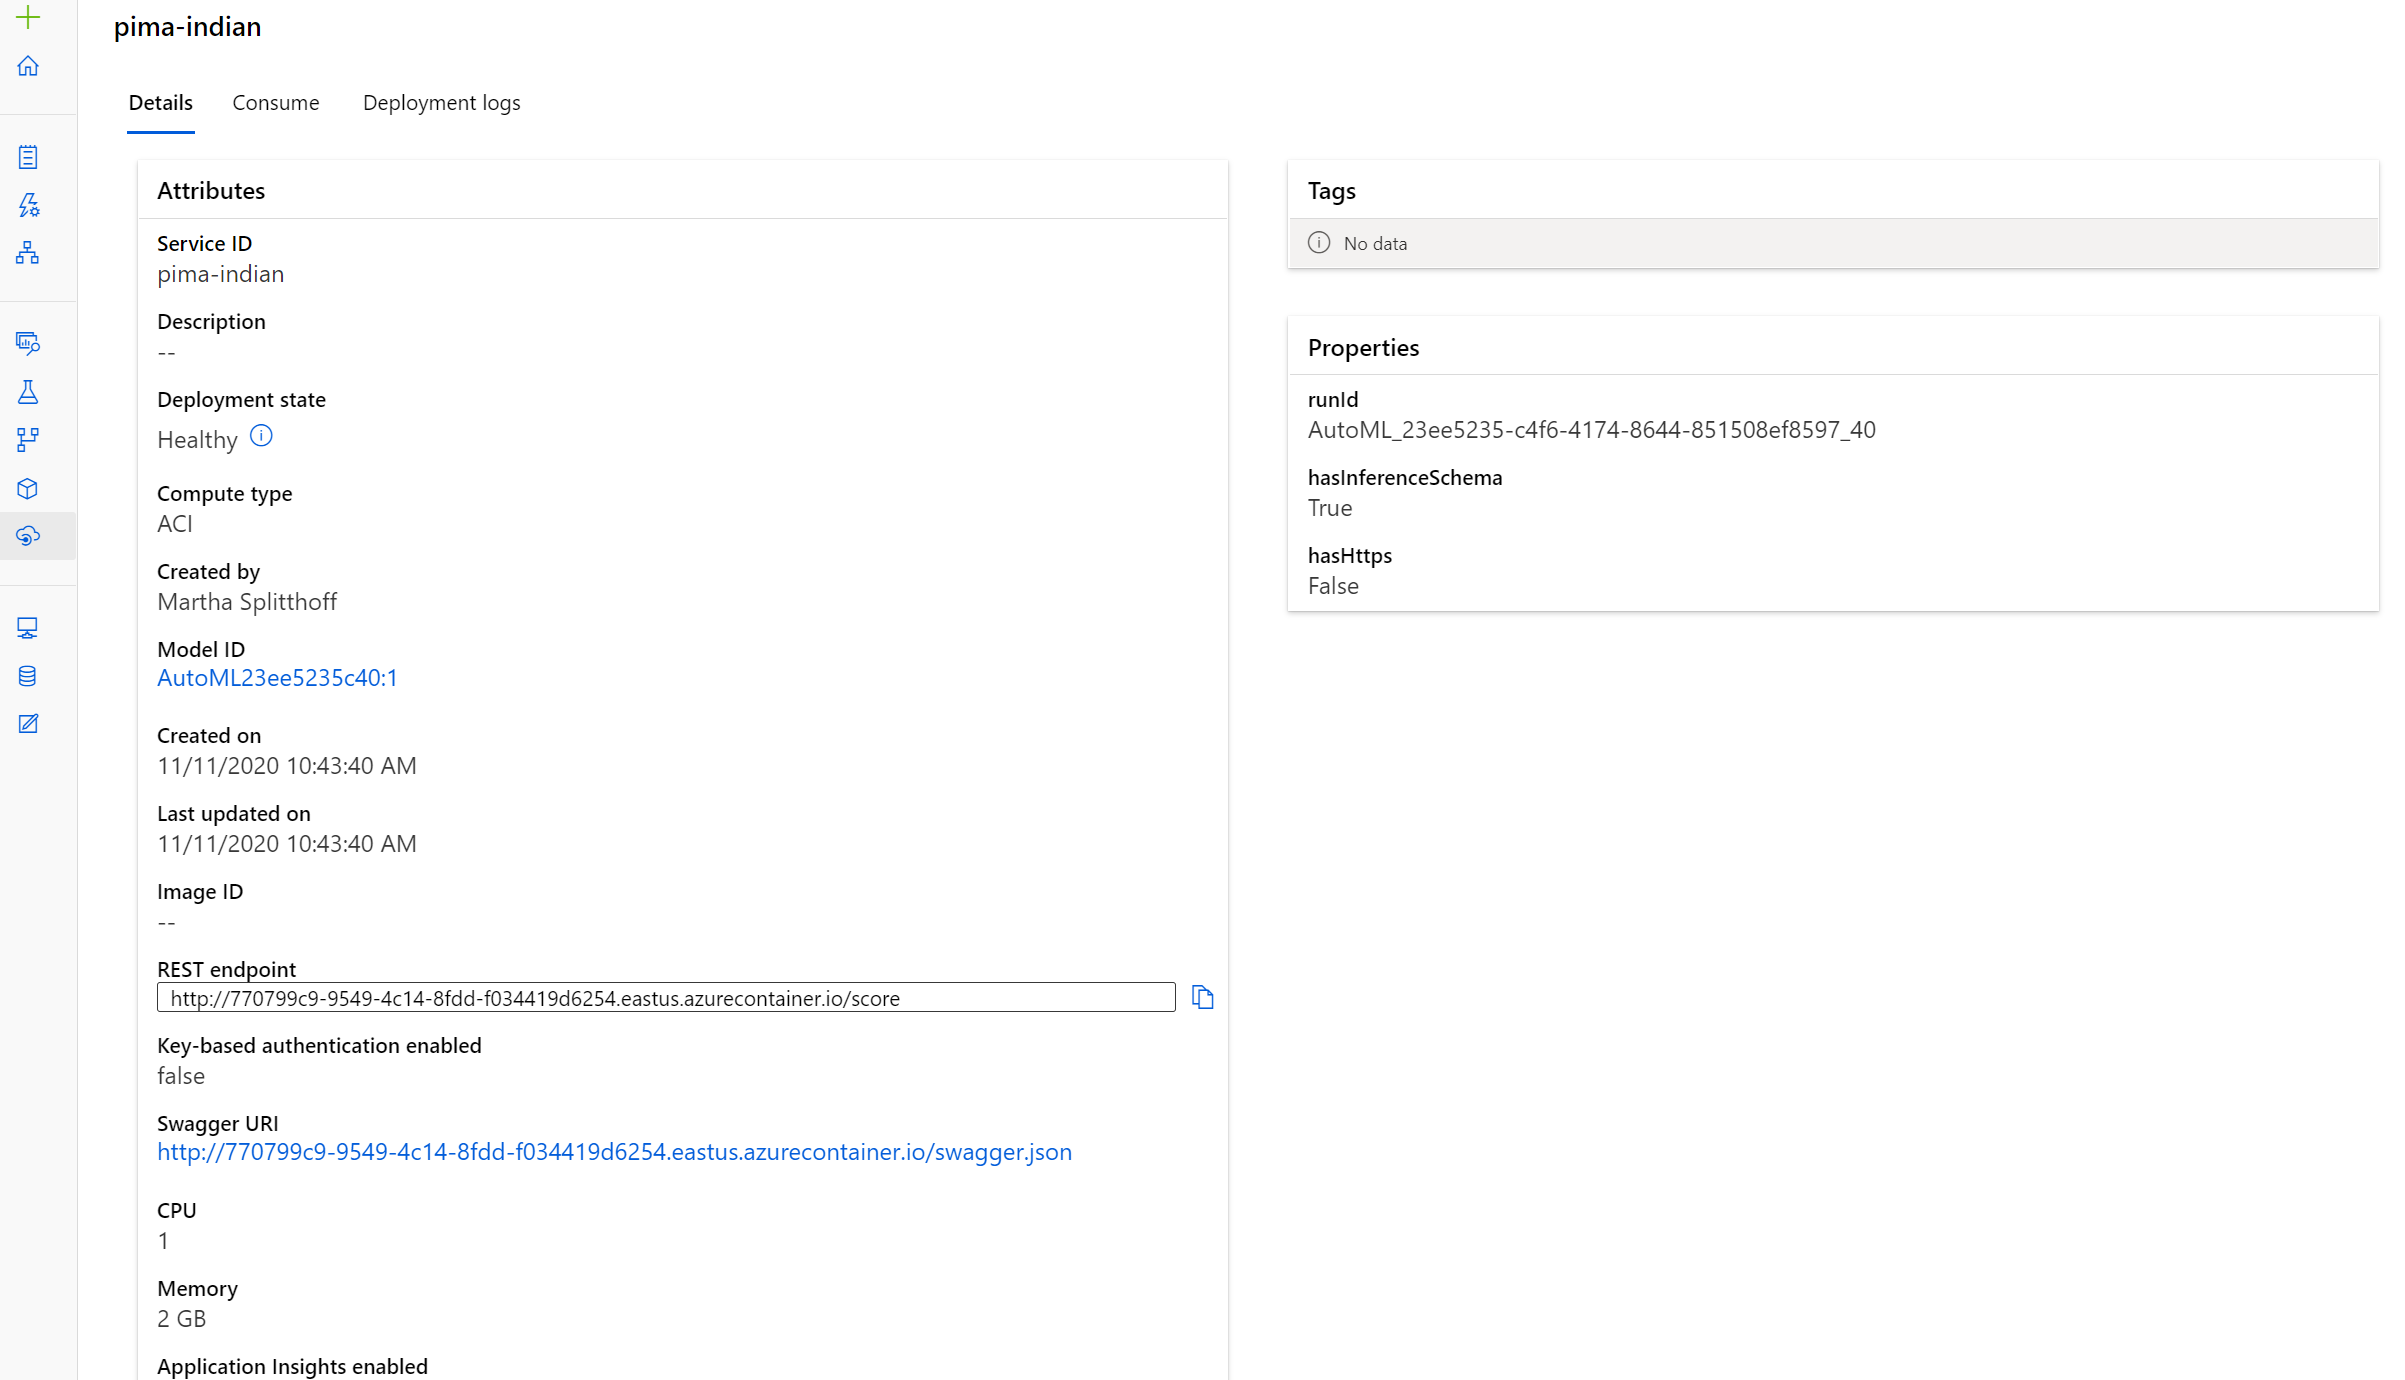 pima-indian
Details
Consume
Deployment logs
Attributes
Service ID
pima-indian
Description
--
Deployment state
Healthy
Compute type
ACI
Created by
Martha Splitthoff
Model ID
AutoML23ee5235c40:1
Created on
11/11/2020 10:43:40 AM
Last updated on
11/11/2020 10:43:40 AM
Image ID
--
REST endpoint
http://770799c9-9549-4c14-8fdd-f034419d6254.eastus.azurecontainer.io/score
Key-based authentication enabled
false
Swagger URI
http://770799c9-9549-4c14-8fdd-f034419d6254.eastus.azurecontainer.io/swagger.json
CPU
1
Memory
2 GB
Application Insights enabled
Tags
No data
Properties
runId
AutoML_23ee5235-c4f6-4174-8644-851508ef8597_40
hasInferenceSchema
True
hasHttps
False